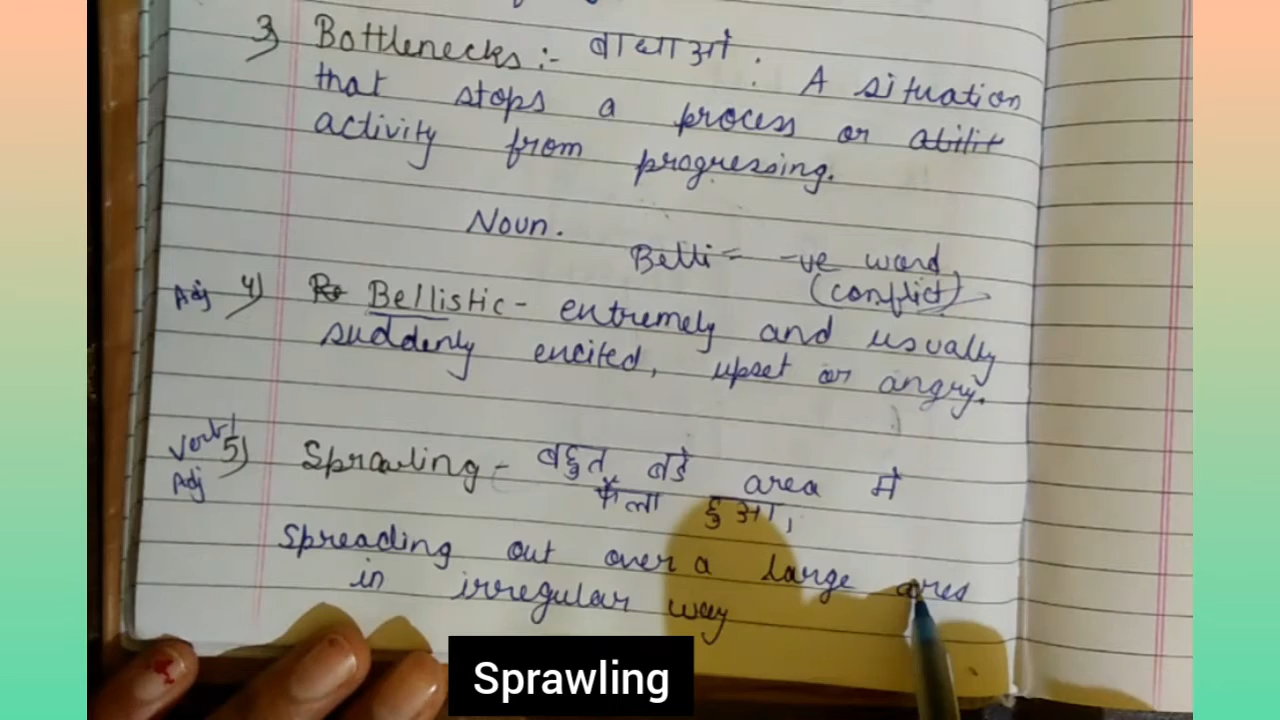 3) Bottlenecks :- बाधाओं : A situation
that stops a process or abilit
activity from progressing.
Noun.
Belli = -ve word
(conflict)
Adj 4) Bellistic - extremely and usually
suddenly excited, upset or angry.
Verb/ 5) Sprawling - बहुत बड़े area में
Adj फैला हुआ,
spreading out over a large area
in irregular way
Sprawling